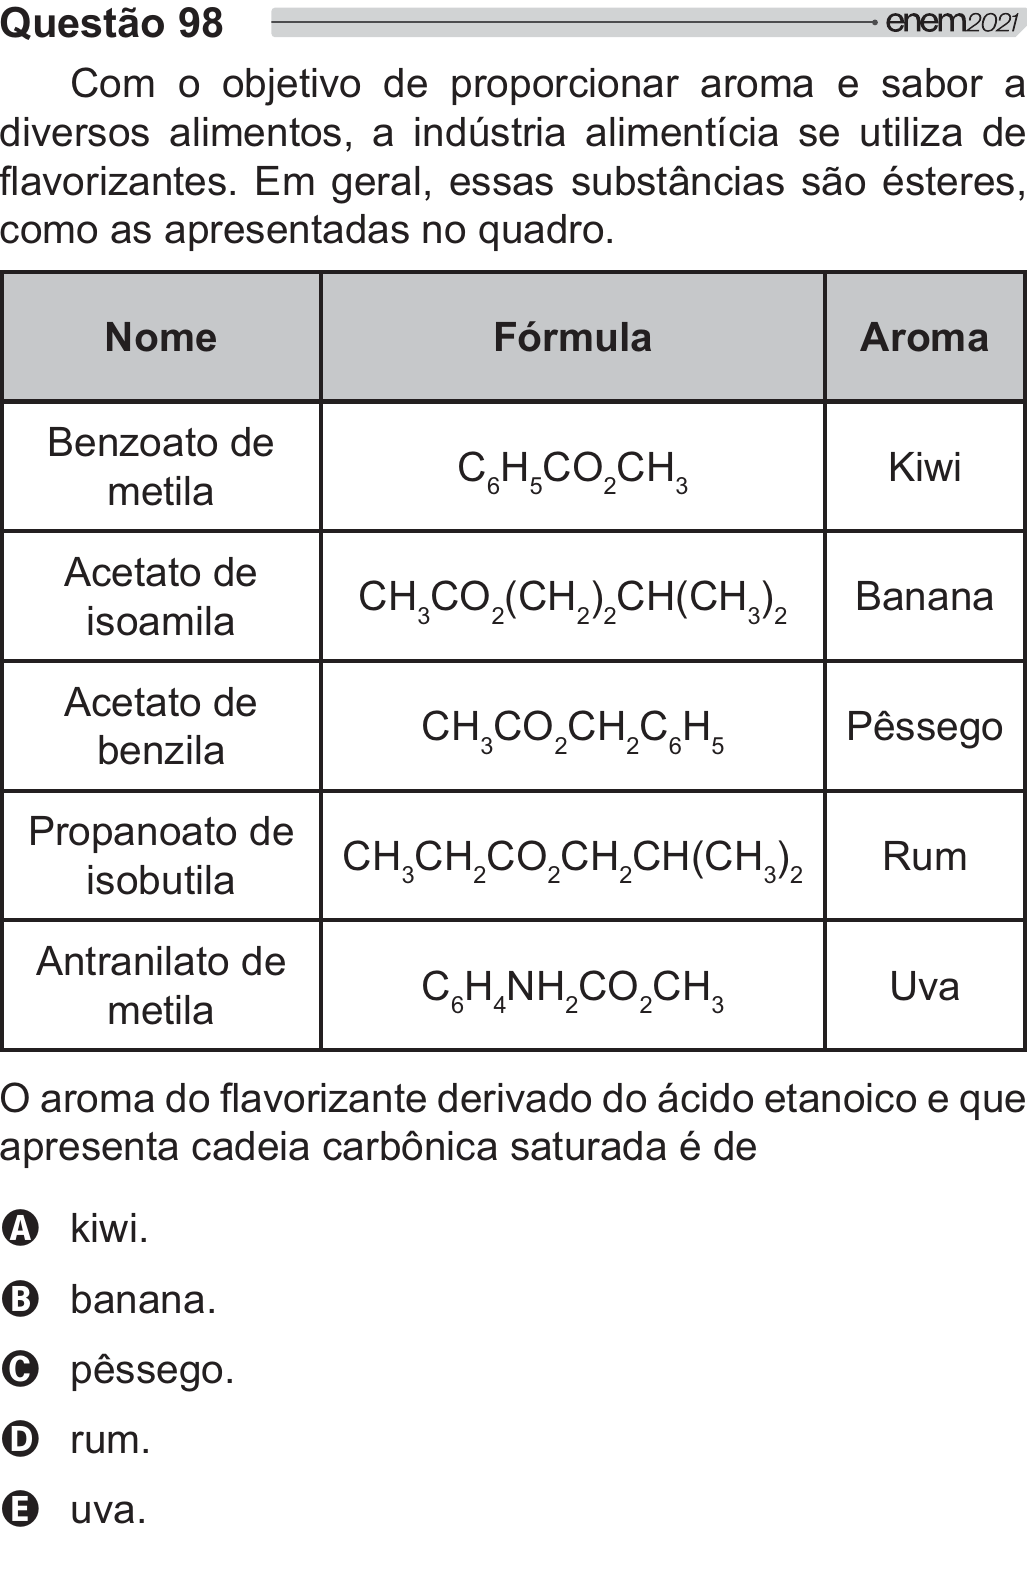 Questão 98
enem2021
Com o objetivo de proporcionar aroma e sabor a
diversos alimentos, a indústria alimentícia se utiliza de
flavorizantes. Em geral, essas substâncias são ésteres,
como as apresentadas no quadro.
Nome Fórmula Aroma
Benzoato de
metila
C₆H₅CO₂CH₃
Kiwi
Acetato de
isoamila
CH₃CO₂(CH₂)₂CH(CH₃)₂
Banana
Acetato de
benzila
CH₃CO₂CH₂C₆H₅
Pêssego
Propanoato de
isobutila
CH₃CH₂CO₂CH₂CH(CH₃)₂
Rum
Antranilato de
metila
C₆H₄NH₂CO₂CH₃
Uva
O aroma do flavorizante derivado do ácido etanoico e que
apresenta cadeia carbônica saturada é de
A kiwi.
B banana.
C pêssego.
D rum.
E uva.